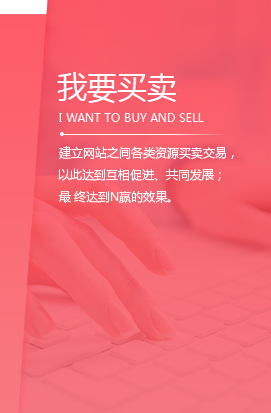 我要买卖
I WANT TO BUY AND SELL
建立网站之间各类资源买卖交易，
以此达到互相促进、共同发展；
最 终达到N赢的效果。